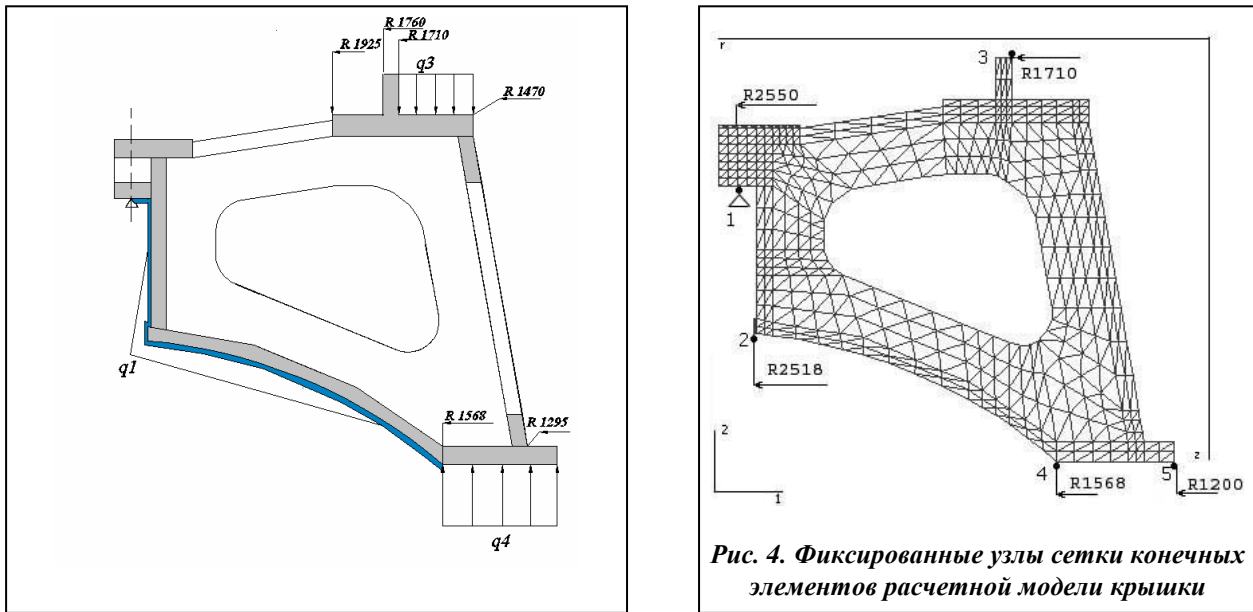 R 1760
R 1710
R 1925
q3
R 1470
q1
R 1568
R 1295
q4
r
3
R1710
R2550
1
2
R2518
2
1
4
R1568
5
R1200
z
Рис. 4. Фиксированные узлы сетки конечных
элементов расчетной модели крышки